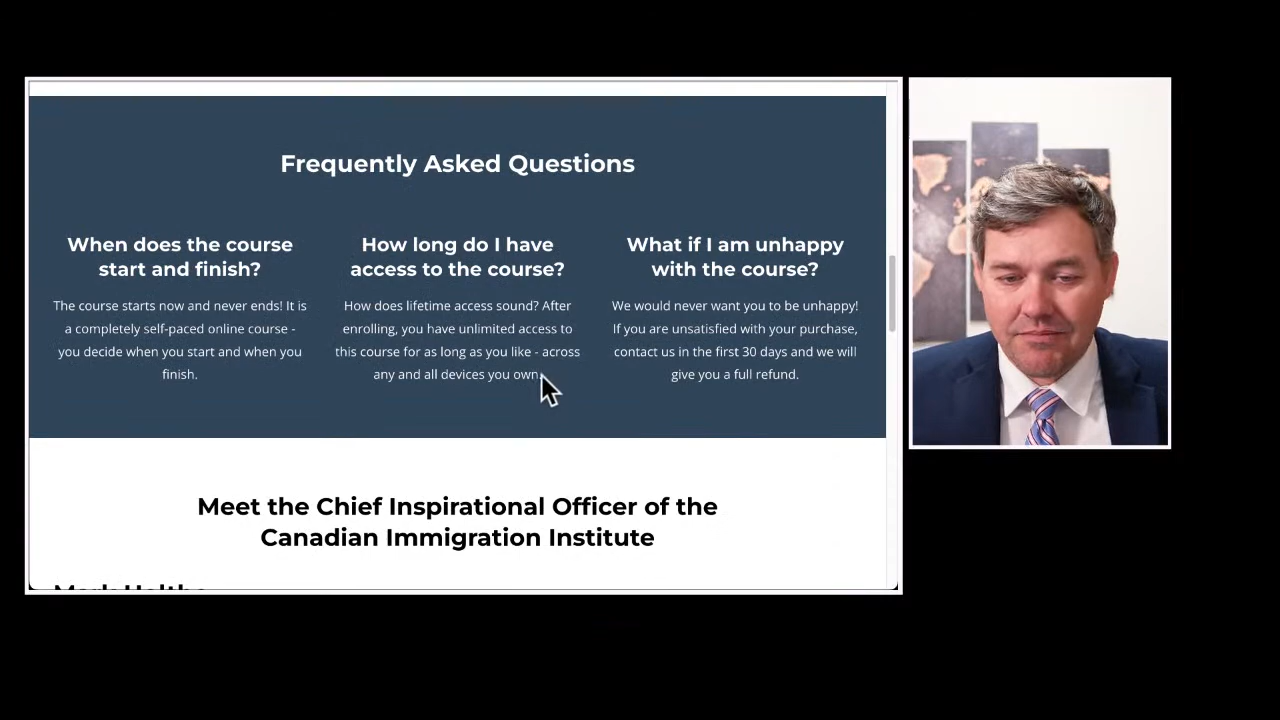 Frequently Asked Questions
When does the course
start and finish?
The course starts now and never ends! It is
a completely self-paced online course -
you decide when you start and when you
finish.
How long do I have
access to the course?
How does lifetime access sound? After
enrolling, you have unlimited access to
this course for as long as you like - across
any and all devices you own.
What if I am unhappy
with the course?
We would never want you to be unhappy!
If you are unsatisfied with your purchase,
contact us in the first 30 days and we will
give you a full refund.
Meet the Chief Inspirational Officer of the
Canadian Immigration Institute